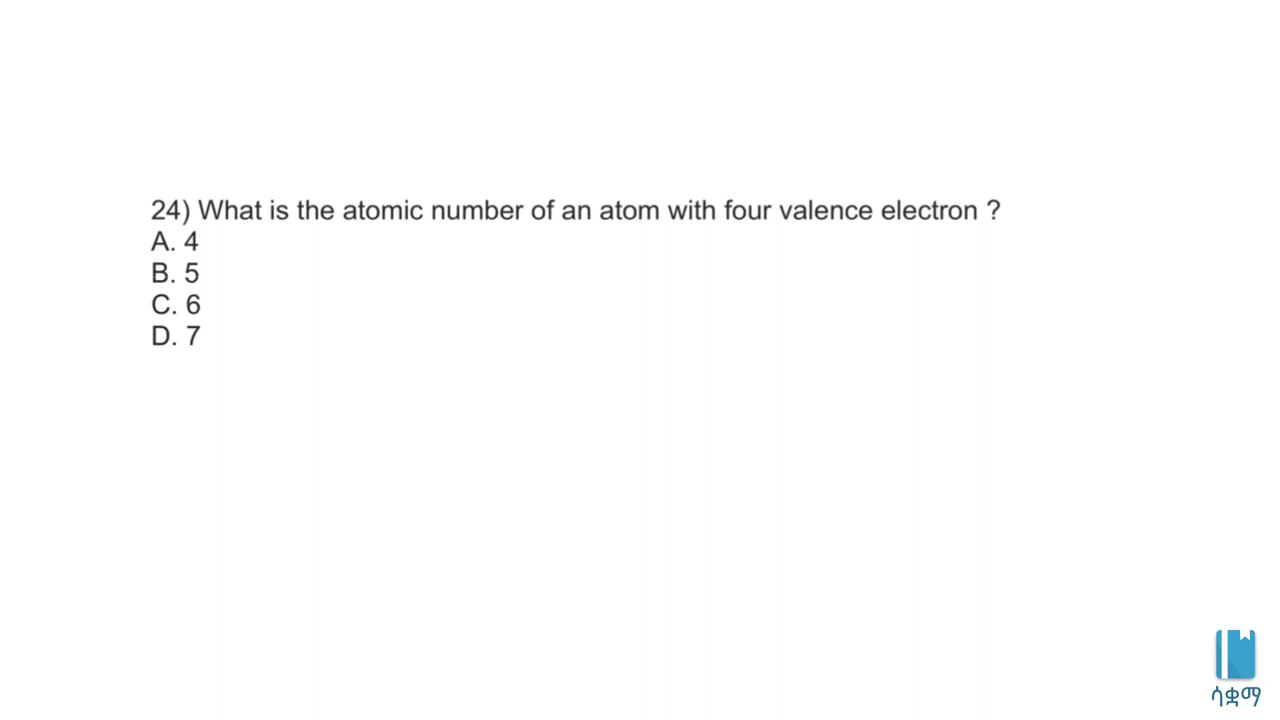 24) What is the atomic number of an atom with four valence electron ?
A. 4
B. 5
C. 6
D. 7
ሳቋማ